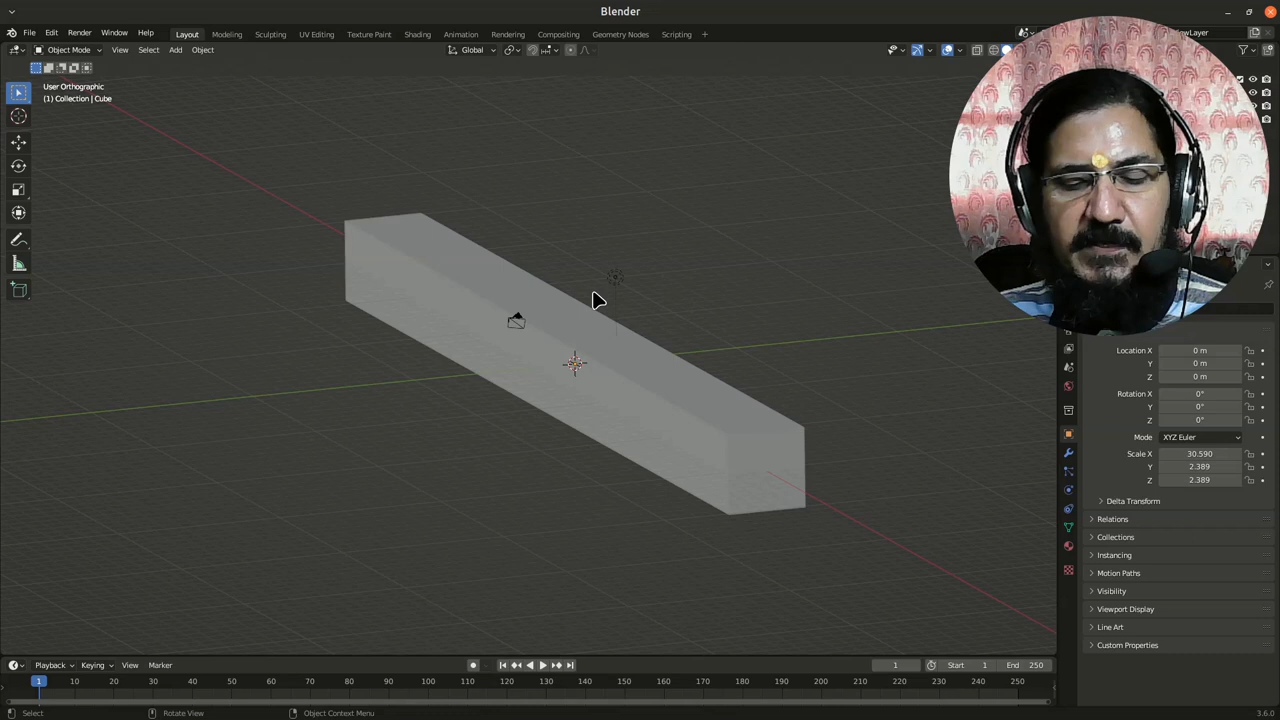 Blender
File Edit Render Window Help Layout Modeling Sculpting UV Editing Texture Paint Shading Animation Rendering Compositing Geometry Nodes Scripting + ViewLayer
Object Mode View Select Add Object Global
User Orthographic
(1) Collection | Cube
Location X 0 m
Y 0 m
Z 0 m
Rotation X 0°
Y 0°
Z 0°
Mode XYZ Euler
Scale X 30.590
Y 2.389
Z 2.389
Delta Transform
Relations
Collections
Instancing
Motion Paths
Visibility
Viewport Display
Line Art
Custom Properties
Playback Keying View Marker 1 Start 1 End 250
1 10 20 30 40 50 60 70 80 90 100 110 120 130 140 150 160 170 180 190 200 210 220 230 240 250
Select Rotate View Object Context Menu 3.6.0